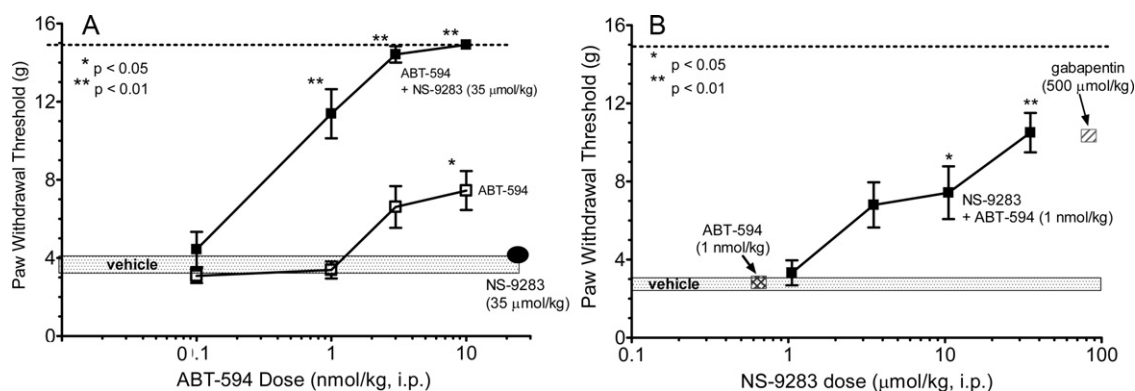 A
Paw Withdrawal Threshold (g)
16
12
8
4
0
* p < 0.05
** p < 0.01
**
**
**
*
ABT-594
+ NS-9283 (35 μmol/kg)
ABT-594
vehicle
NS-9283
(35 μmol/kg)
0.1
1
10
ABT-594 Dose (nmol/kg, i.p.)
B
Paw Withdrawal Threshold (g)
16
12
8
4
0
* p < 0.05
** p < 0.01
gabapentin
(500 μmol/kg)
**
*
NS-9283
+ ABT-594 (1 nmol/kg)
ABT-594
(1 nmol/kg)
vehicle
0.1
1
10
100
NS-9283 dose (μmol/kg, i.p.)